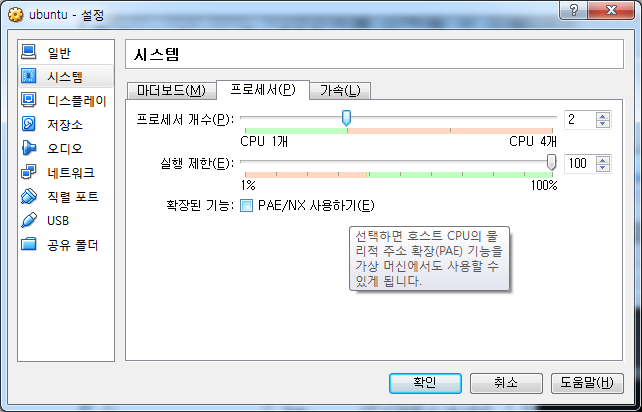 ubuntu - 설정
일반
시스템
디스플레이
저장소
오디오
네트워크
직렬 포트
USB
공유 폴더
시스템
마더보드(M) 프로세서(P) 가속(L)
프로세서 개수(P): 2
CPU 1개 CPU 4개
실행 제한(E): 100
1% 100%
확장된 기능: PAE/NX 사용하기(E)
선택하면 호스트 CPU의 물
리적 주소 확장(PAE) 기능을
가상 머신에서도 사용할 수
있게 됩니다.
확인 취소 도움말(H)